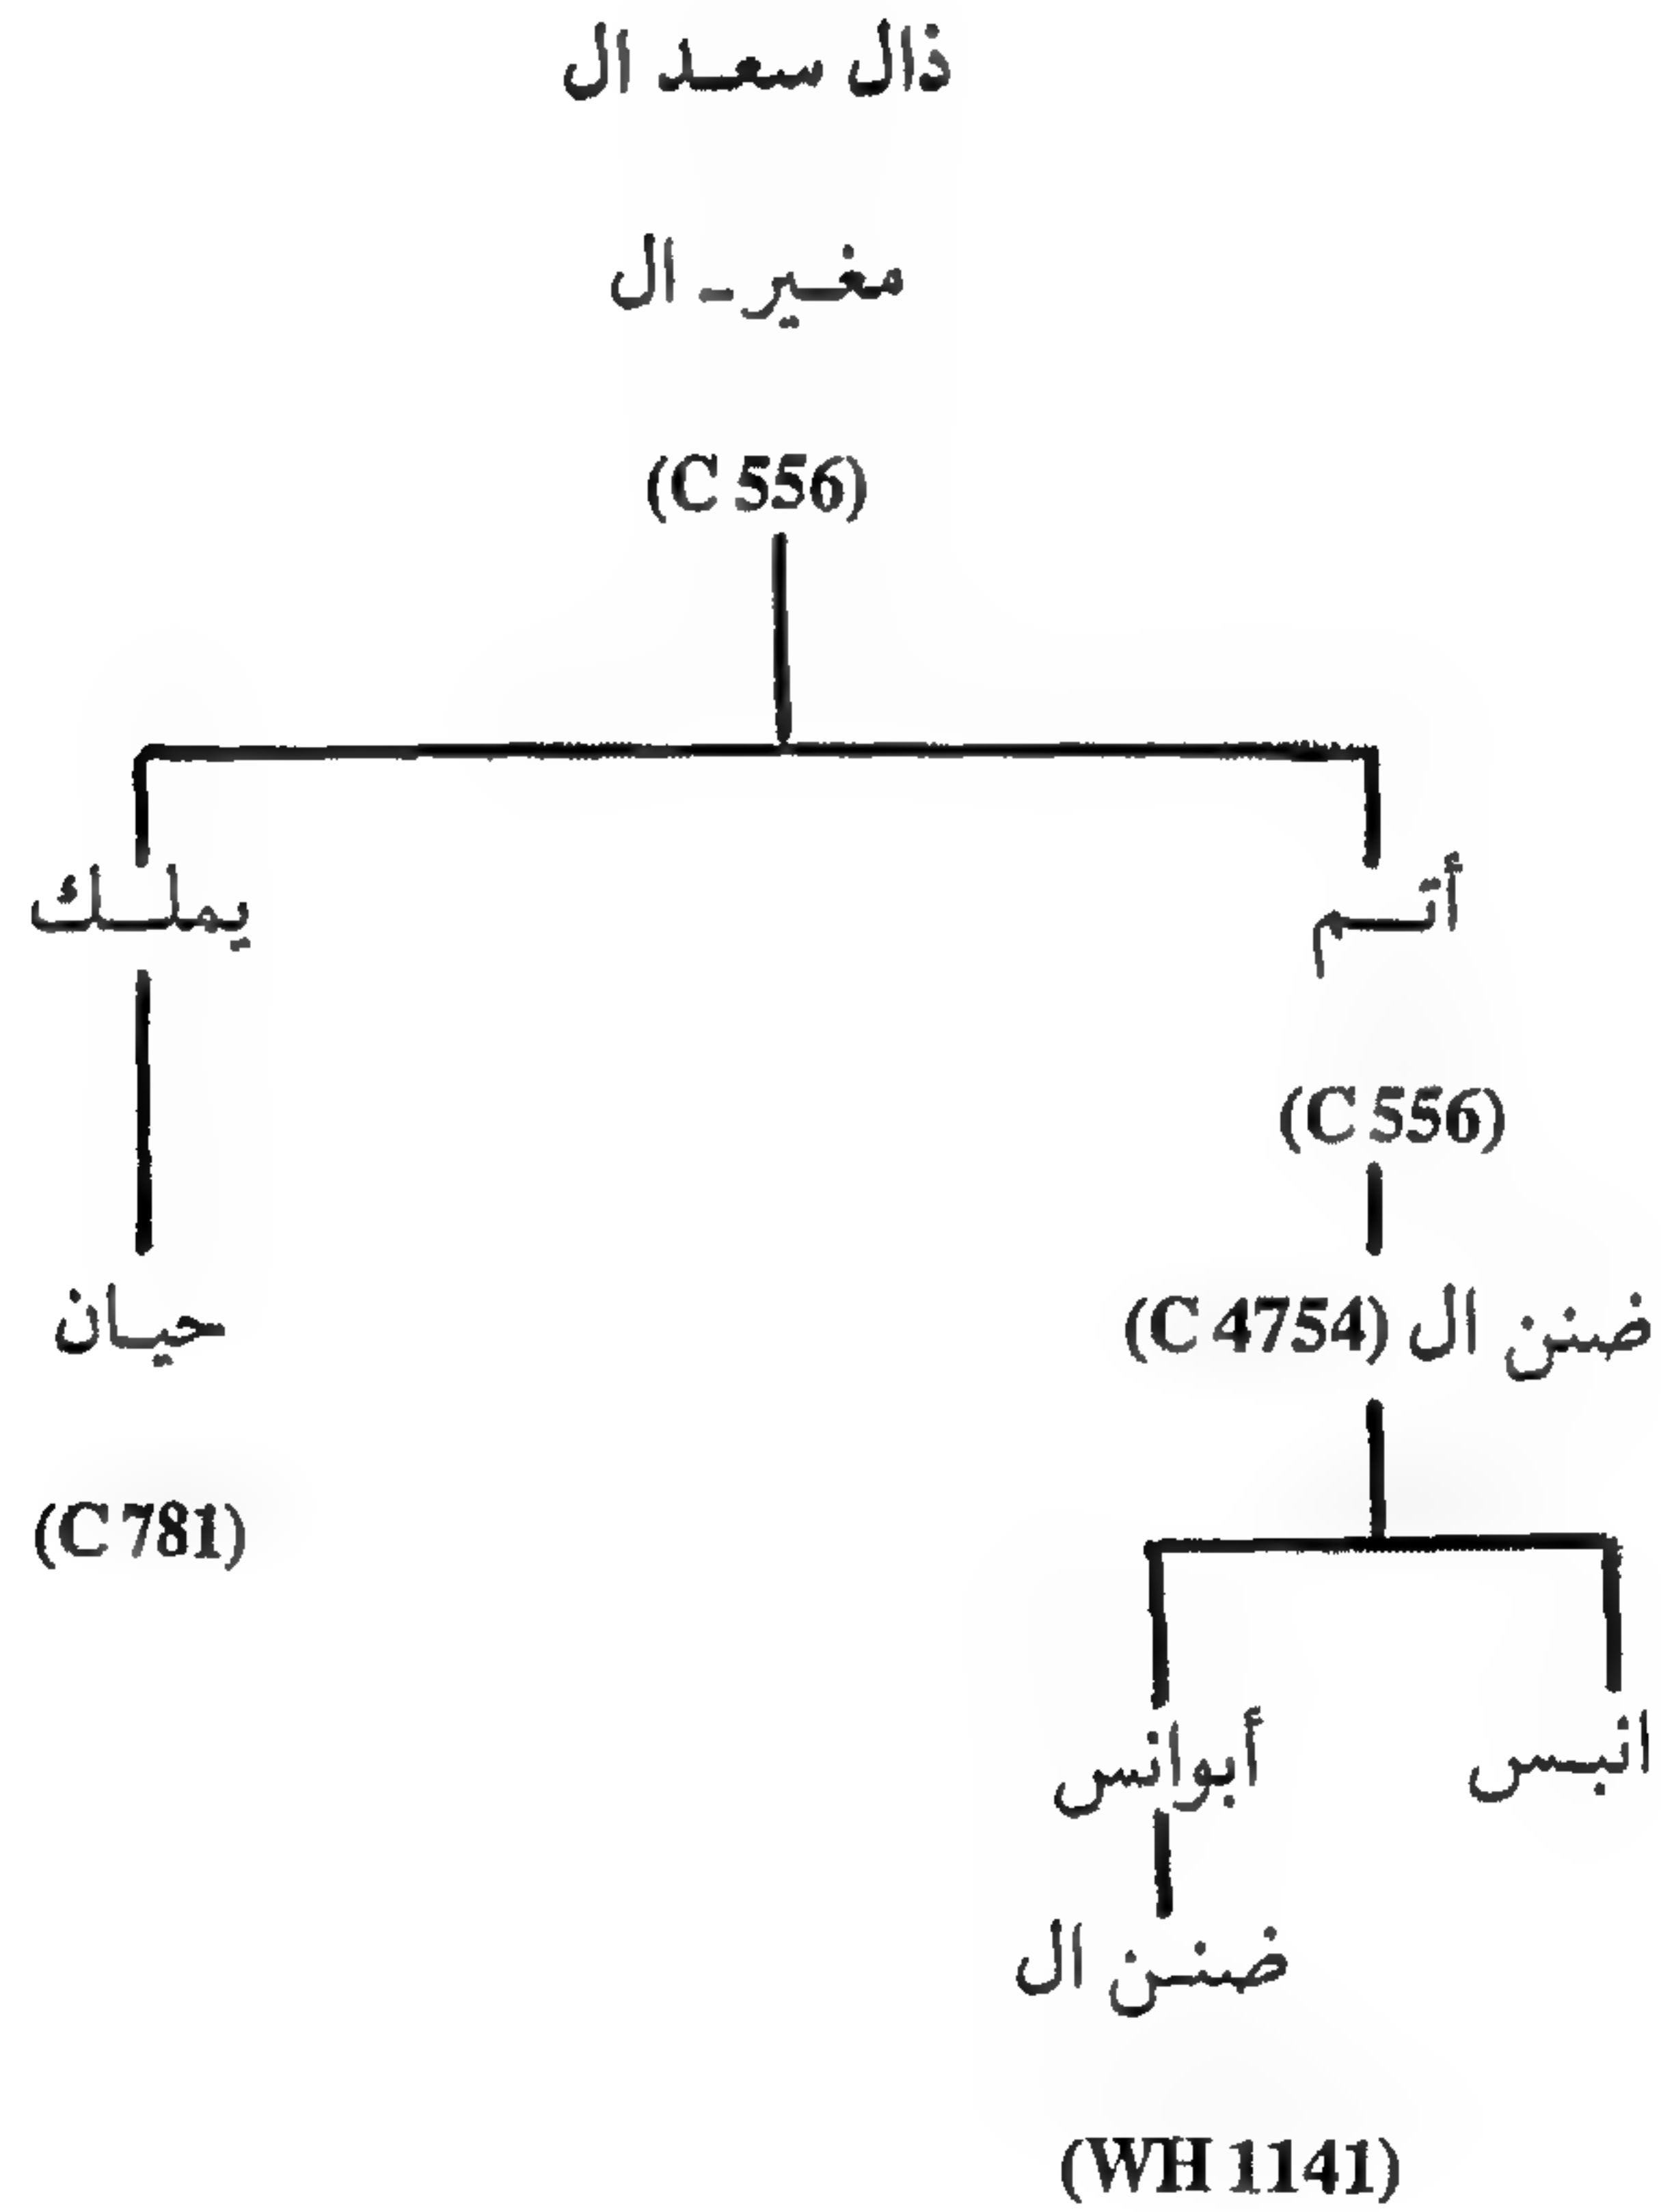 ذال سعد ال
مغير - ال
(C 556)
أتم يملك
(C 556)
ضنن ال (C 4754) حيان
(C 781)
انبس أبوانس
ضنن ال
(WH 1141)